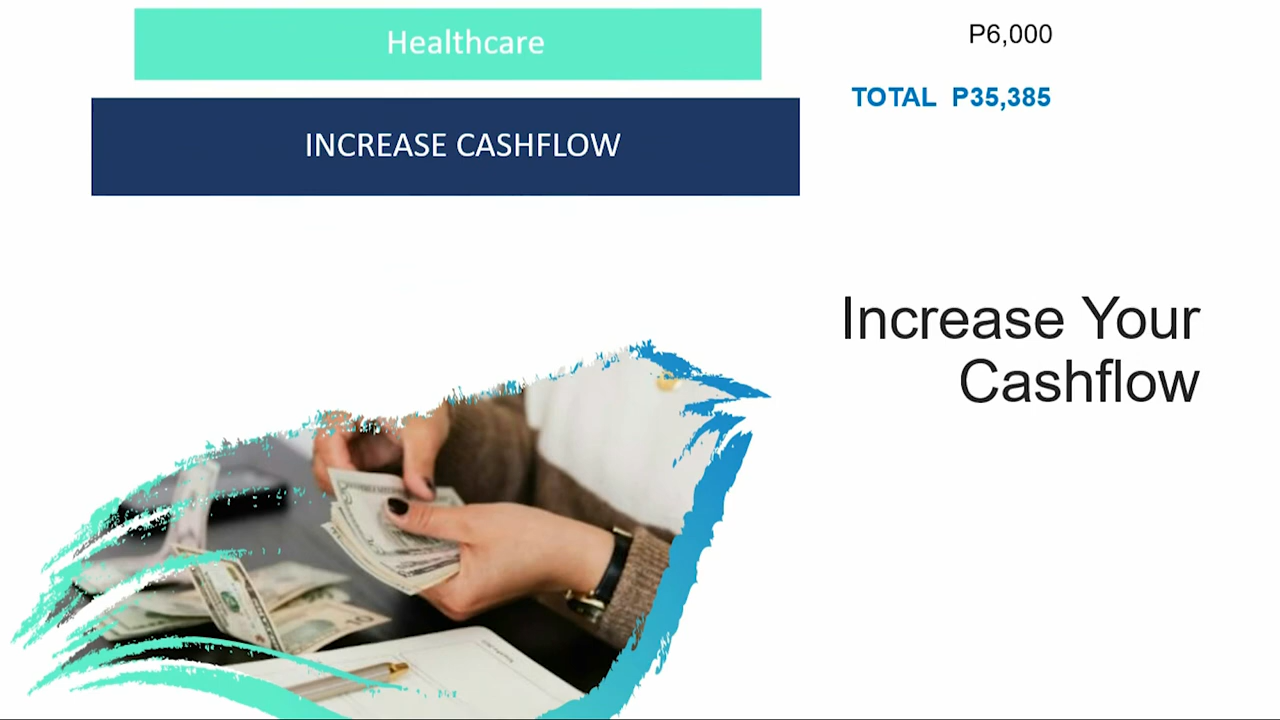 Healthcare
P6,000
TOTAL P35,385
INCREASE CASHFLOW
Increase Your
Cashflow